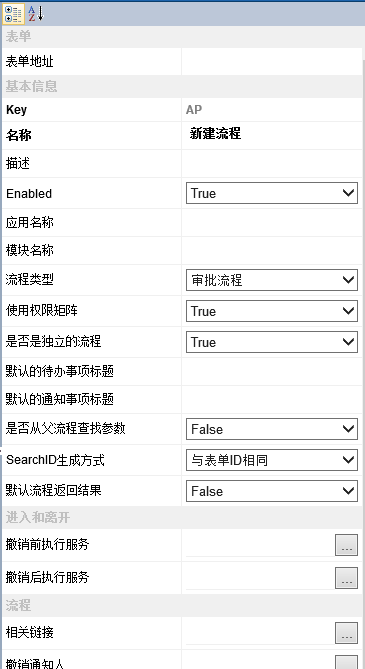 A Z
表单
表单地址
基本信息
Key AP
名称 新建流程
描述
Enabled True
应用名称
模块名称
流程类型 审批流程
使用权限矩阵 True
是否是独立的流程 True
默认的待办事项标题
默认的通知事项标题
是否从父流程查找参数 False
SearchID生成方式 与表单ID相同
默认流程返回结果 False
进入和离开
撤销前执行服务 ...
撤销后执行服务 ...
流程
相关链接 ...
撤销通知人 ...